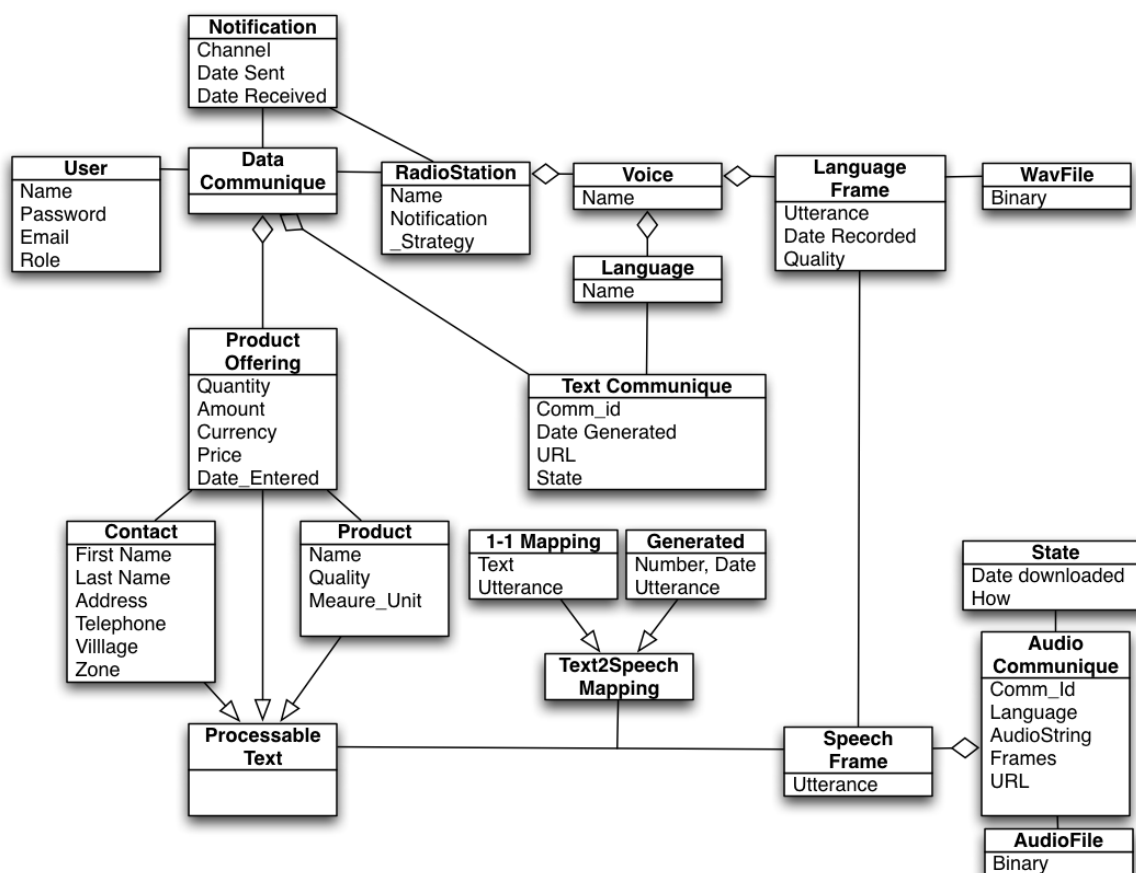 Notification
Channel
Date Sent
Date Received
User
Name
Password
Email
Role
Data
Communique
RadioStation
Name
Notification
_Strategy
Voice
Name
Language
Frame
Utterance
Date Recorded
Quality
WavFile
Binary
Language
Name
Product
Offering
Quantity
Amount
Currency
Price
Date_Entered
Text Communique
Comm_id
Date Generated
URL
State
Contact
First Name
Last Name
Address
Telephone
Villlage
Zone
Product
Name
Quality
Meaure_Unit
1-1 Mapping
Text
Utterance
Generated
Number, Date
Utterance
State
Date downloaded
How
Text2Speech
Mapping
Audio
Communique
Comm_Id
Language
AudioString
Frames
URL
Processable
Text
Speech
Frame
Utterance
AudioFile
Binary